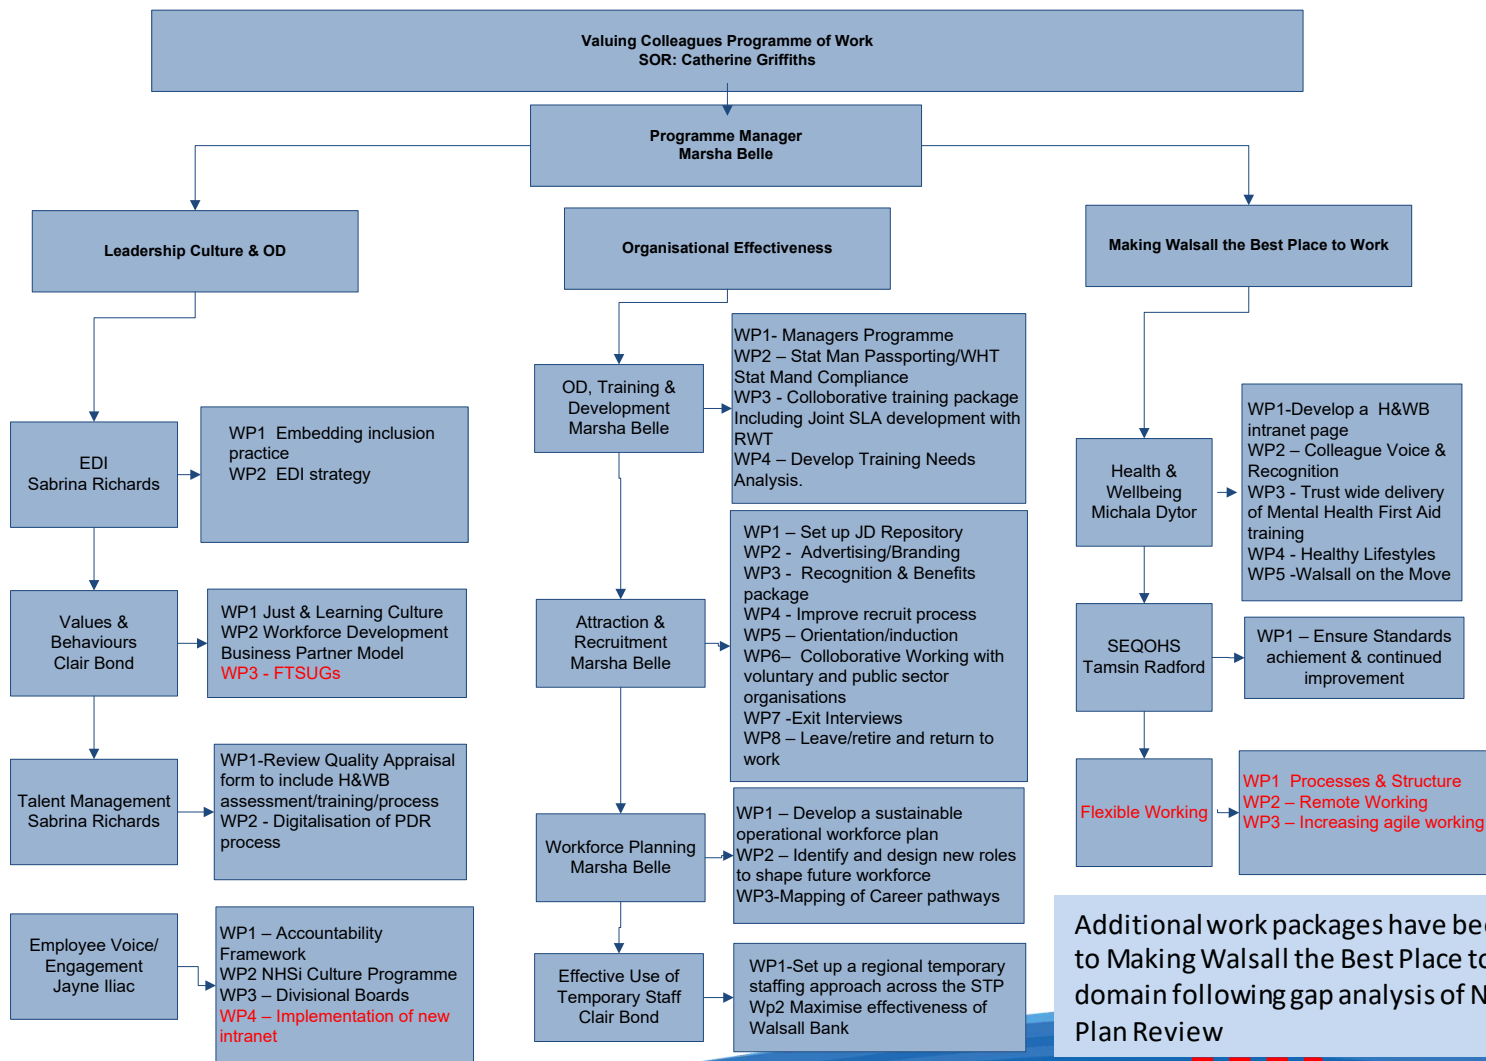 Valuing Colleagues Programme of Work
SOR: Catherine Griffiths
Programme Manager
Marsha Belle
Leadership Culture & OD
EDI
Sabrina Richards
WP1 Embedding inclusion
practice
WP2 EDI strategy
Values &
Behaviours
Clair Bond
WP1 Just & Learning Culture
WP2 Workforce Development
Business Partner Model
WP3 - FTSUGs
Talent Management
Sabrina Richards
WP1-Review Quality Appraisal
form to include H&WB
assessment/training/process
WP2 - Digitalisation of PDR
process
Employee Voice/
Engagement
Jayne Iliac
WP1 – Accountability
Framework
WP2 NHSi Culture Programme
WP3 – Divisional Boards
WP4 – Implementation of new
intranet
Organisational Effectiveness
OD, Training &
Development
Marsha Belle
WP1- Managers Programme
WP2 – Stat Man Passporting/WHT
Stat Mand Compliance
WP3 - Colloborative training package
Including Joint SLA development with
RWT
WP4 – Develop Training Needs
Analysis.
Attraction &
Recruitment
Marsha Belle
WP1 – Set up JD Repository
WP2 - Advertising/Branding
WP3 - Recognition & Benefits
package
WP4 - Improve recruit process
WP5 – Orientation/induction
WP6– Collaborative Working with
voluntary and public sector
organisations
WP7 -Exit Interviews
WP8 – Leave/retire and return to
work
Workforce Planning
Marsha Belle
WP1 – Develop a sustainable
operational workforce plan
WP2 – Identify and design new roles
to shape future workforce
WP3-Mapping of Career pathways
Effective Use of
Temporary Staff
Clair Bond
WP1-Set up a regional temporary
staffing approach across the STP
Wp2 Maximise effectiveness of
Walsall Bank
Making Walsall the Best Place to Work
Health &
Wellbeing
Michala Dytor
WP1-Develop a H&WB
intranet page
WP2 – Colleague Voice &
Recognition
WP3 - Trust wide delivery
of Mental Health First Aid
training
WP4 - Healthy Lifestyles
WP5 -Walsall on the Move
SEQOHS
Tamsin Radford
WP1 – Ensure Standards
achiement & continued
improvement
Flexible Working
WP1 Processes & Structure
WP2 – Remote Working
WP3 – Increasing agile working
Additional work packages have
to Making Walsall the Best Place to
domain following gap analysis of
Plan Review